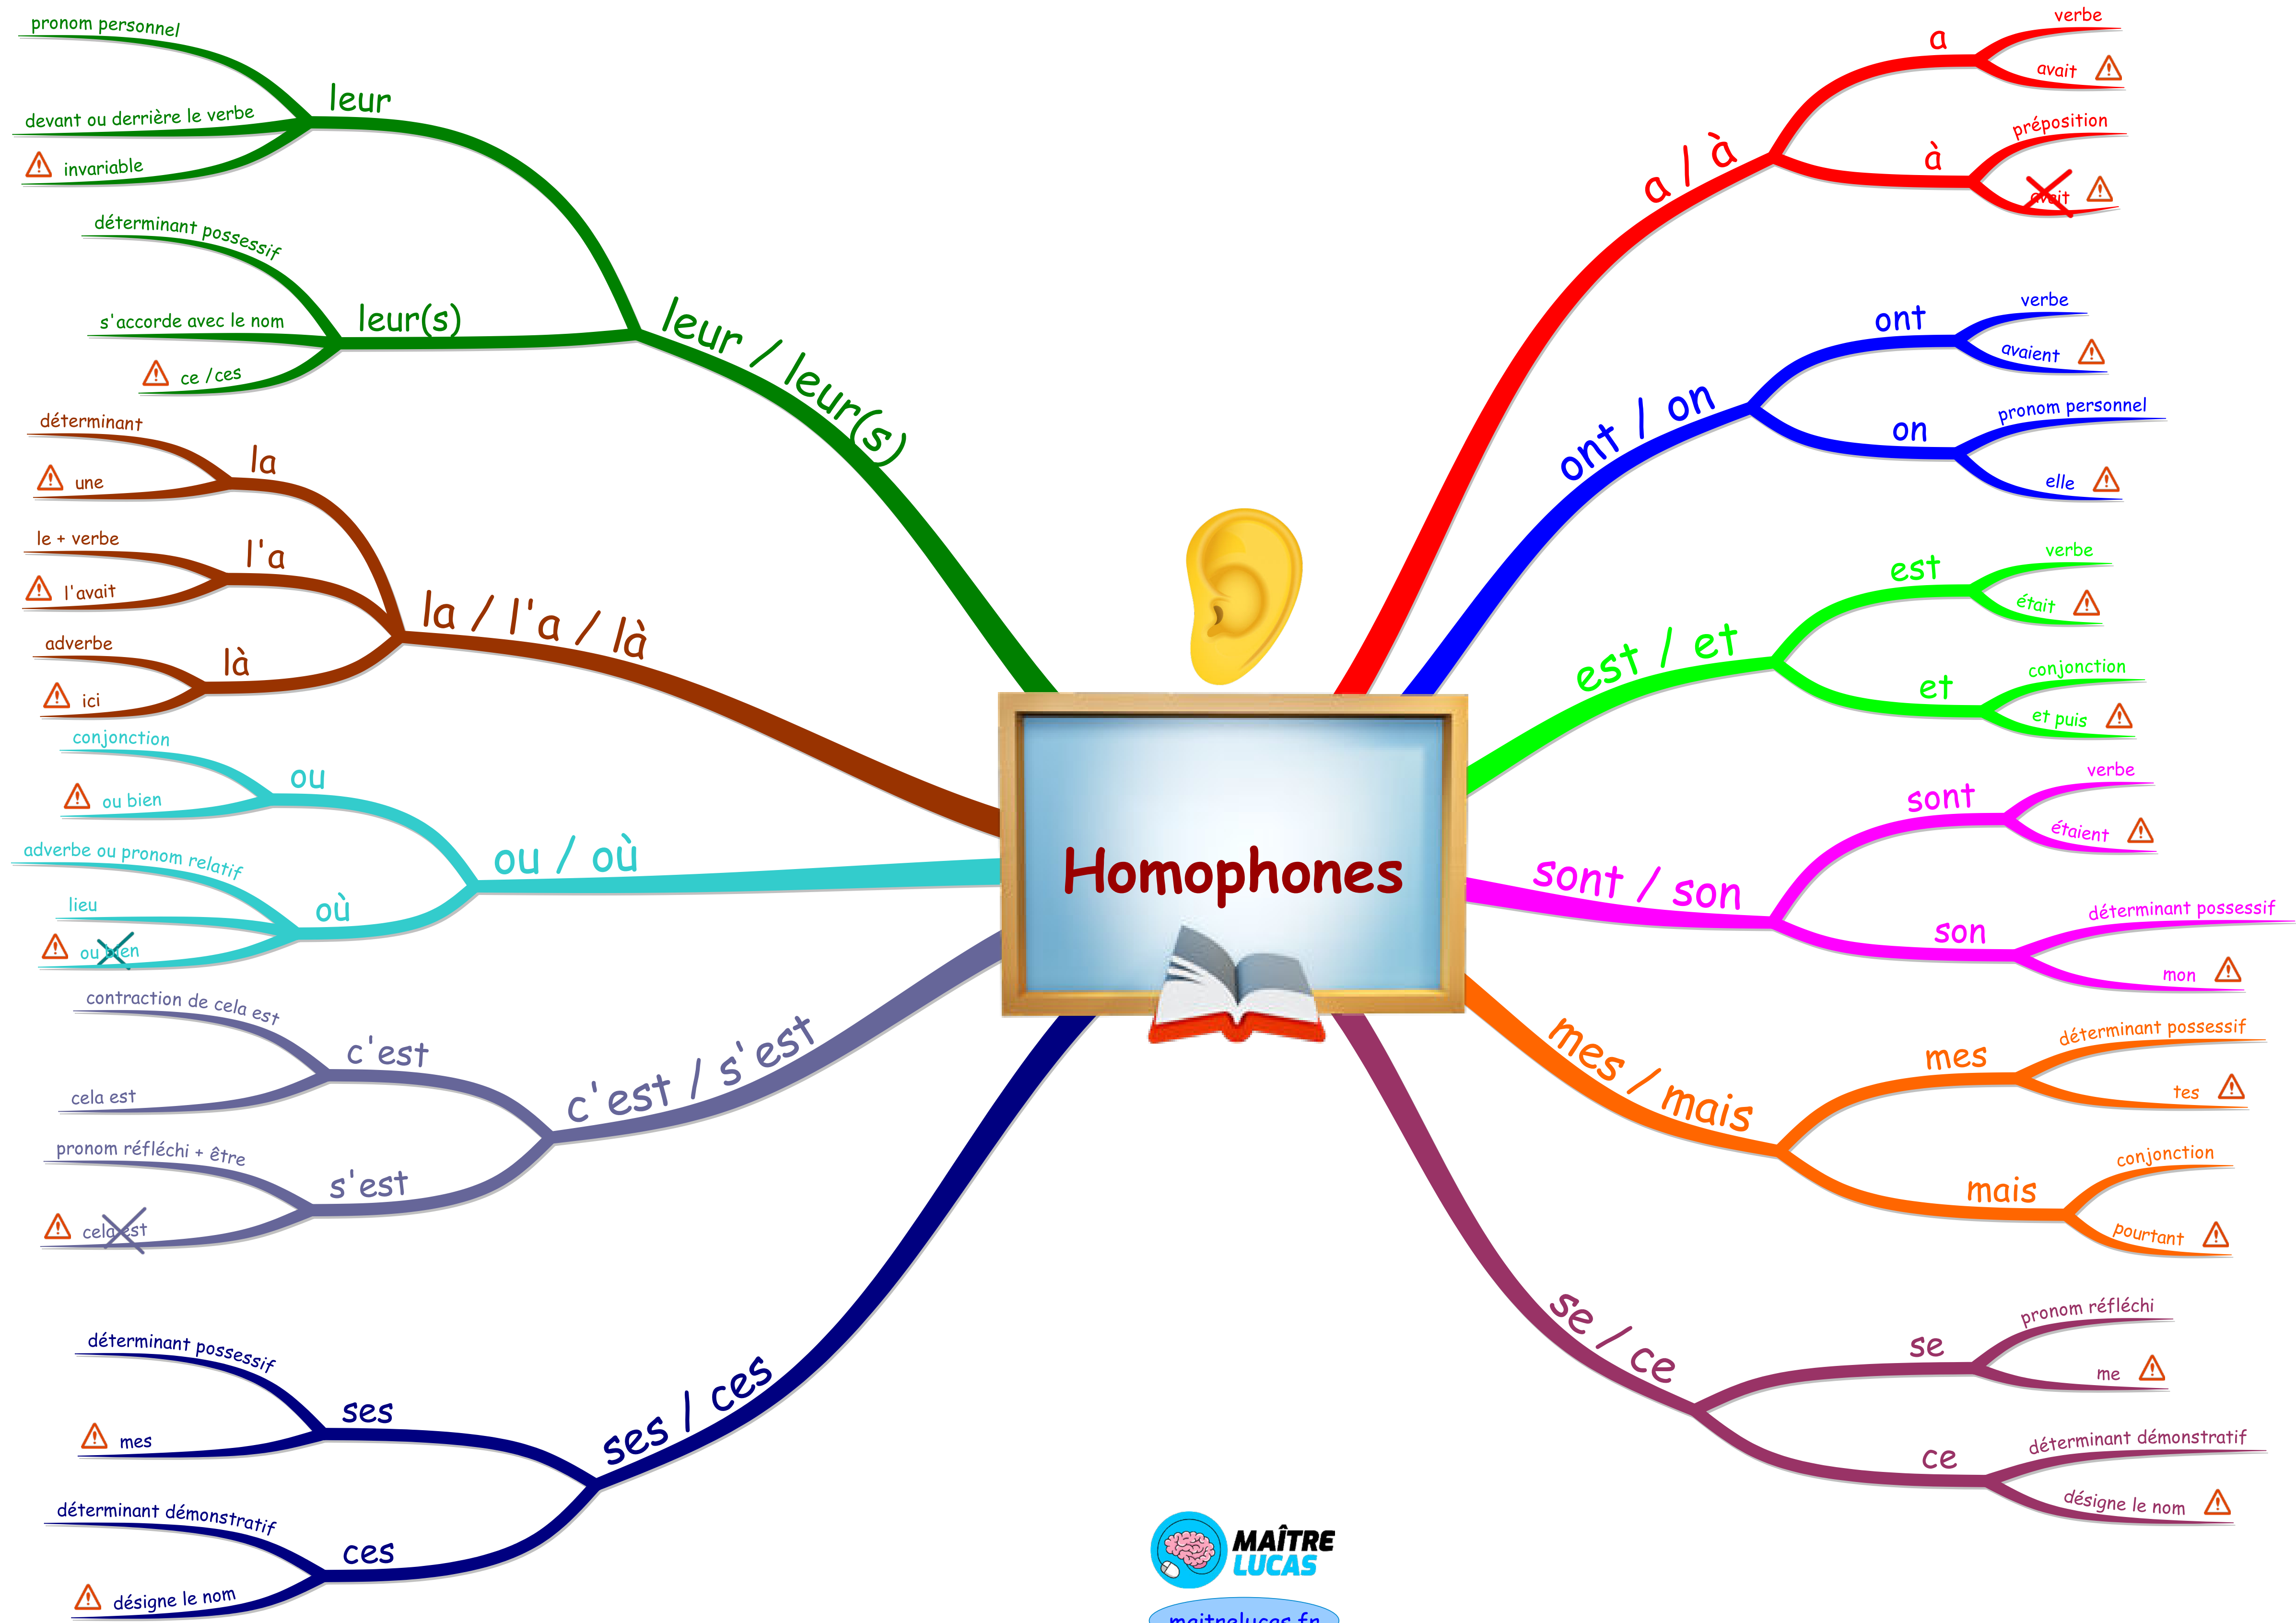 Homophones
a / à
a
verbe
avait
à
préposition
avait
ont / on
ont
verbe
avaient
on
pronom personnel
elle
est / et
est
verbe
était
et
conjonction
et puis
sont / son
sont
verbe
étaient
son
déterminant possessif
mon
mes / mais
mes
déterminant possessif
tes
mais
conjonction
pourtant
se / ce
se
pronom réfléchi
me
ce
déterminant démonstratif
désigne le nom
leur / leur(s)
leur
pronom personnel
devant ou derrière le verbe
invariable
leur(s)
déterminant possessif
s'accorde avec le nom
ce /ces
la / l'a / là
la
déterminant
une
l'a
le + verbe
l'avait
là
adverbe
ici
ou / où
ou
conjonction
ou bien
où
adverbe ou pronom relatif
lieu
ou bien
c'est / s'est
c'est
contraction de cela est
cela est
s'est
pronom réfléchi + être
cela est
ses / ces
ses
déterminant possessif
mes
ces
déterminant démonstratif
désigne le nom
MAÎTRE
LUCAS
maitrelucas.fr